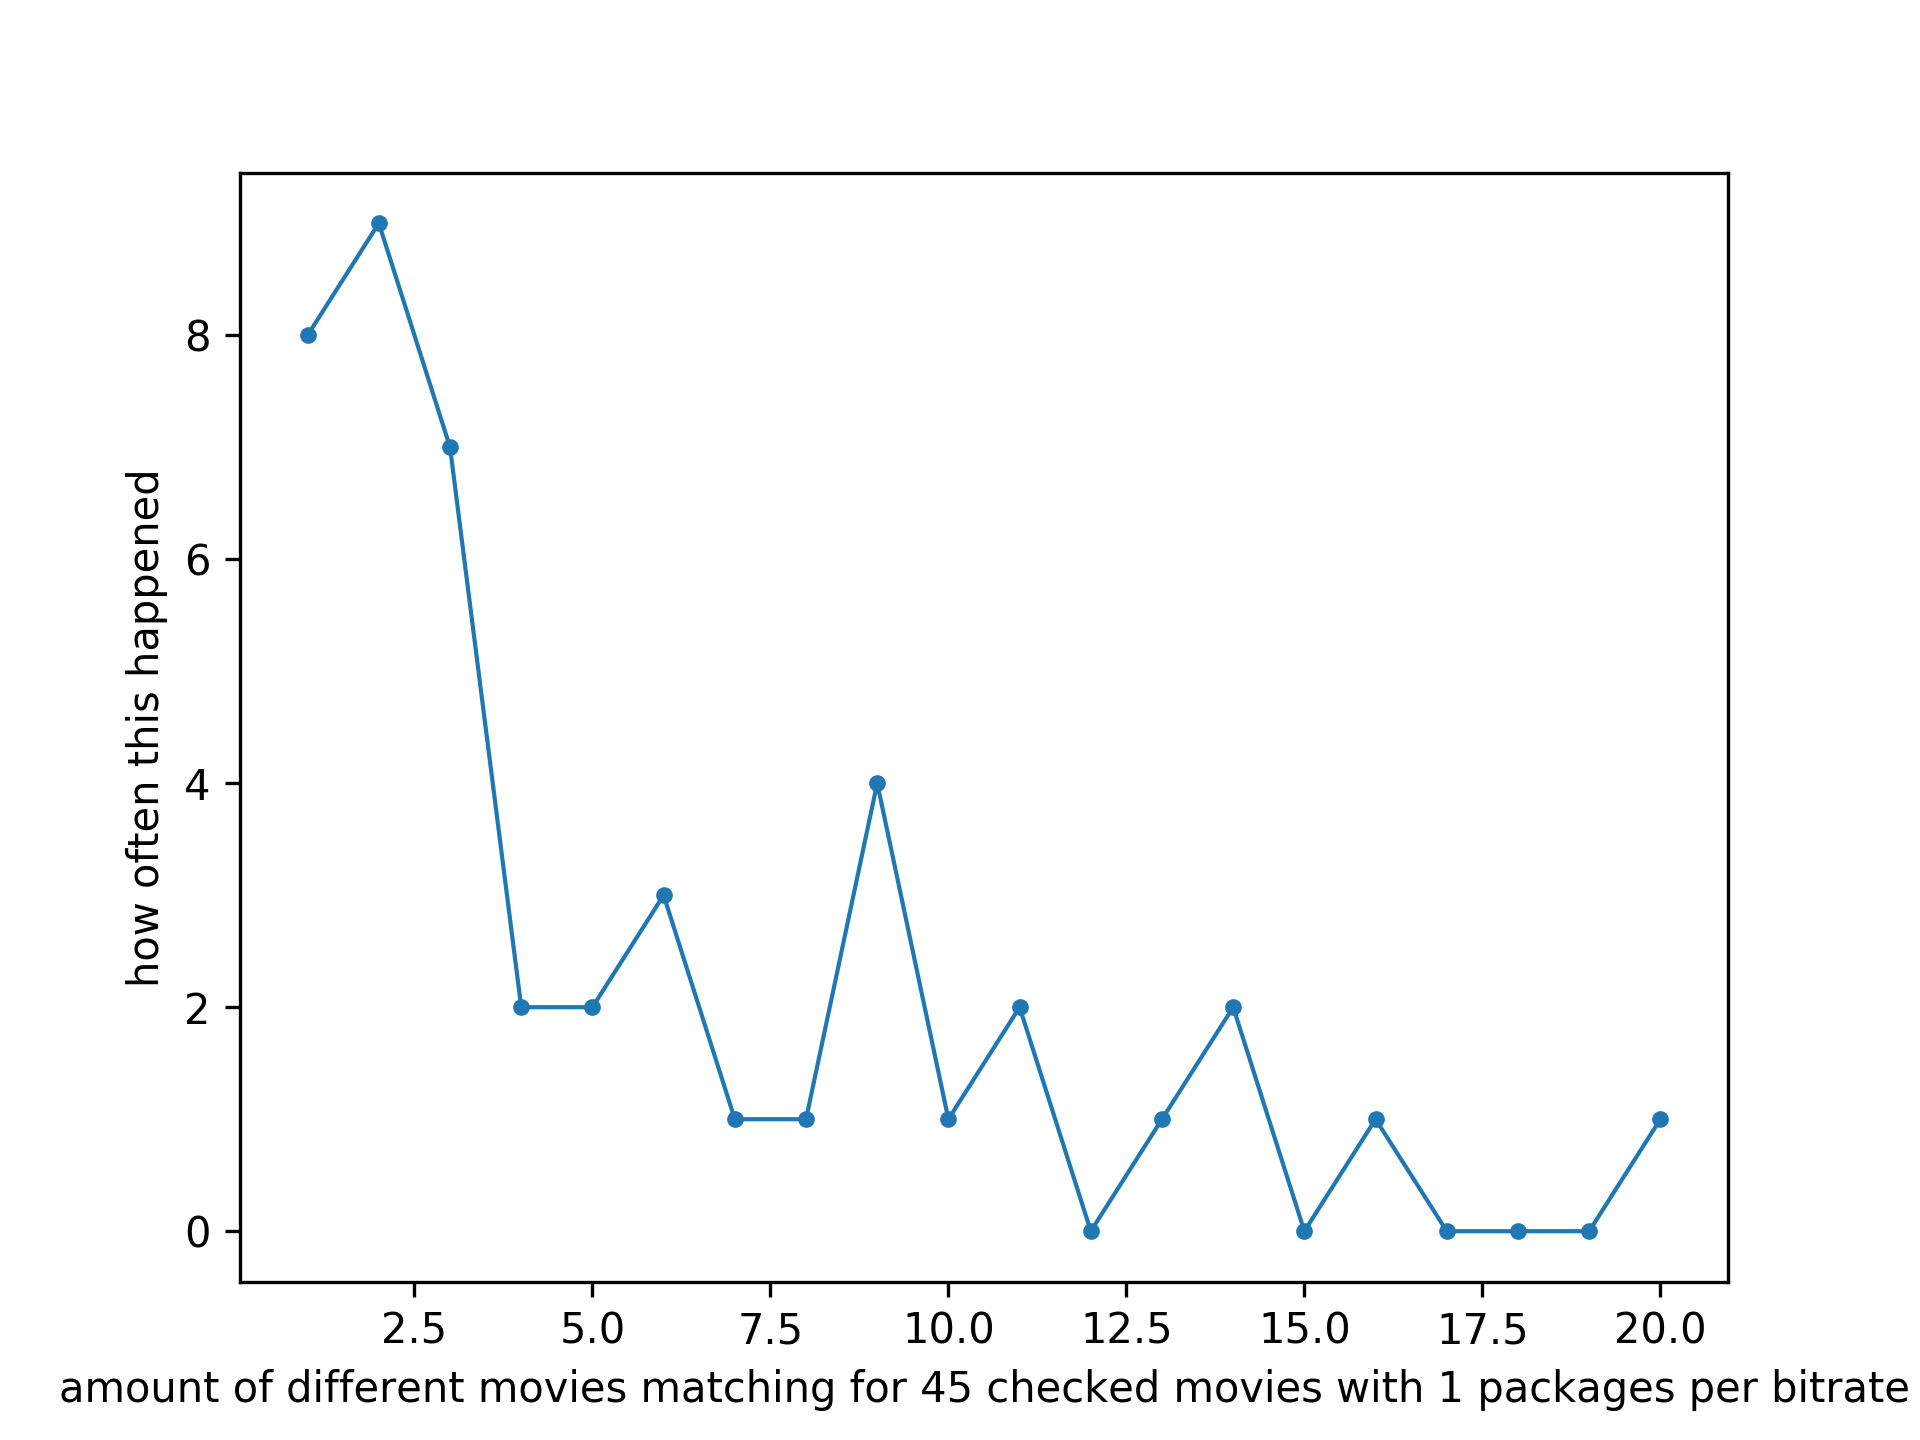 8
6
4
2
0
how often this happened
2.5 5.0 7.5 10.0 12.5 15.0 17.5 20.0
amount of different movies matching for 45 checked movies with 1 packages per bitrate